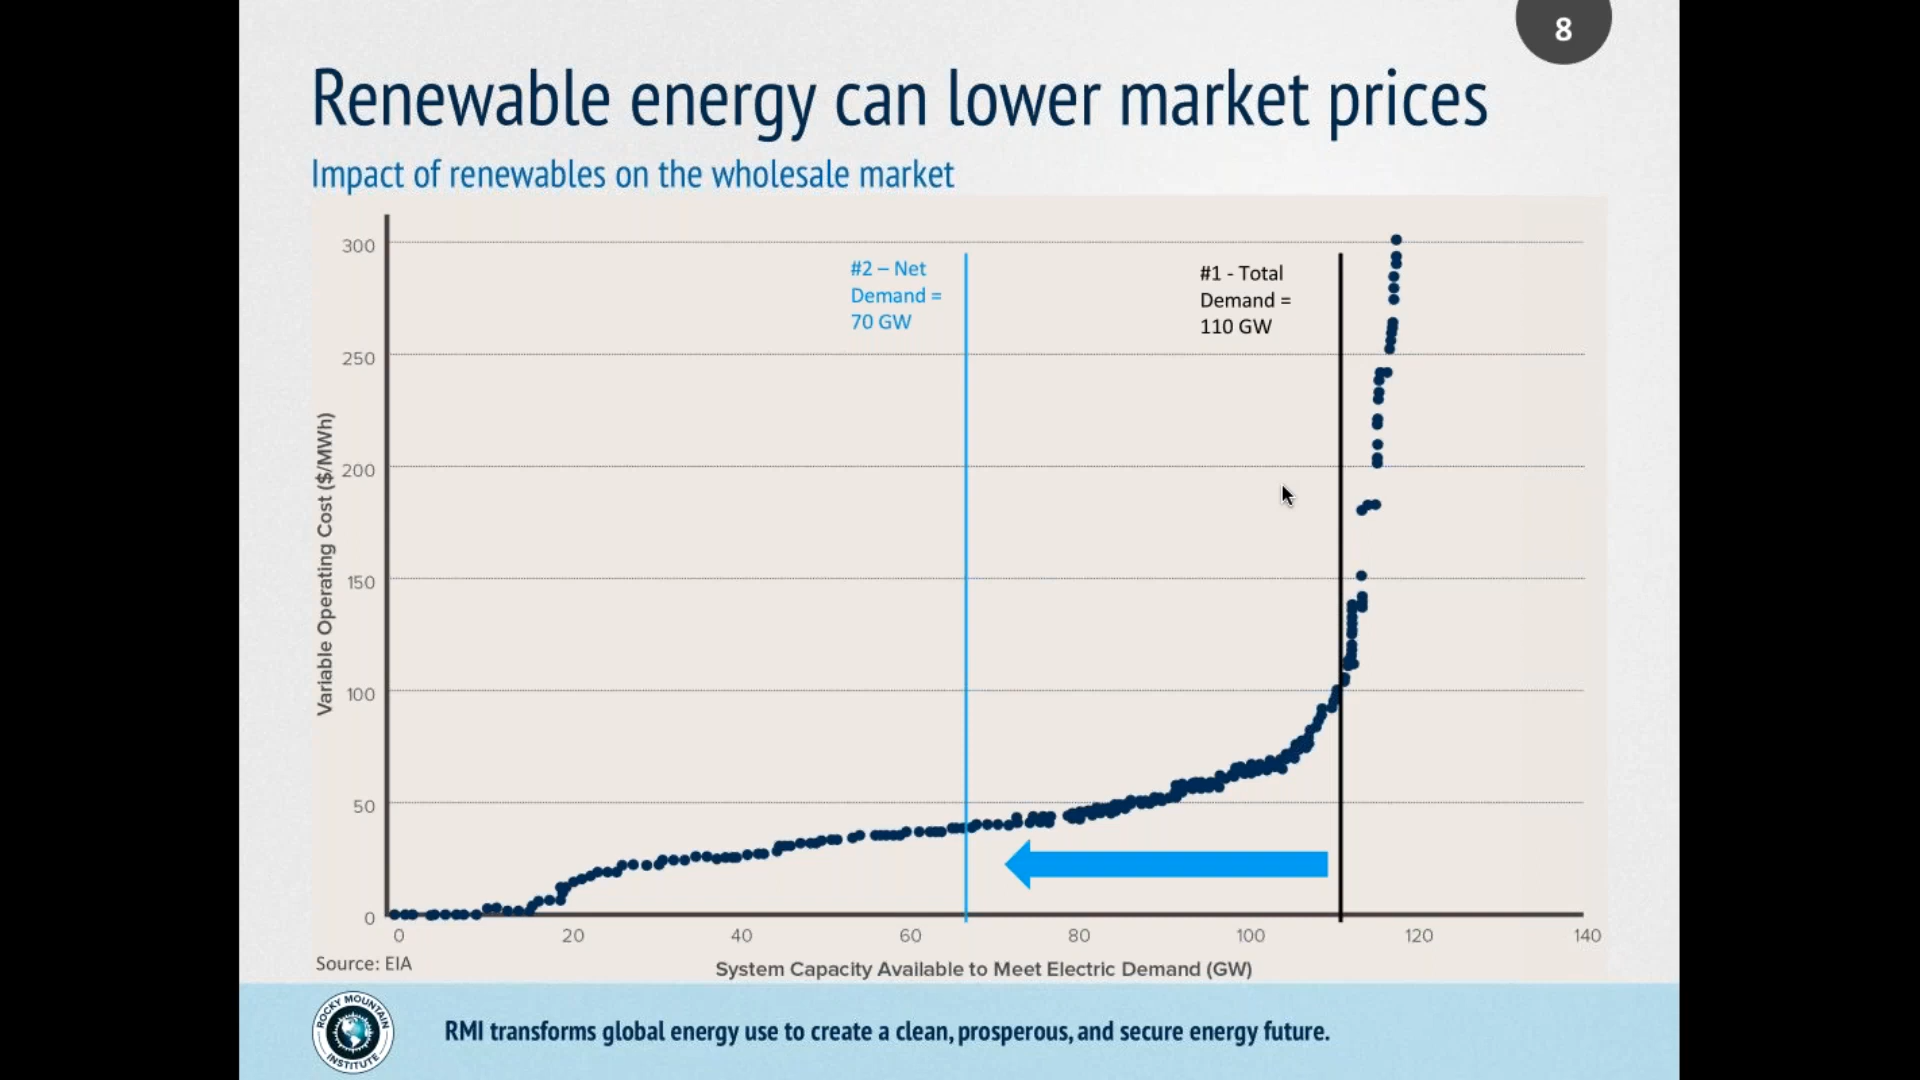 8
Renewable energy can lower market prices
Impact of renewables on the wholesale market
300
250
200
150
100
50
0
Variable Operating Cost ($/MWh)
#2 – Net
Demand =
70 GW
#1 - Total
Demand =
110 GW
0 20 40 60 80 100 120 140
System Capacity Available to Meet Electric Demand (GW)
Source: EIA
ROCKY MOUNTAIN
INSTITUTE
RMI transforms global energy use to create a clean, prosperous, and secure energy future.